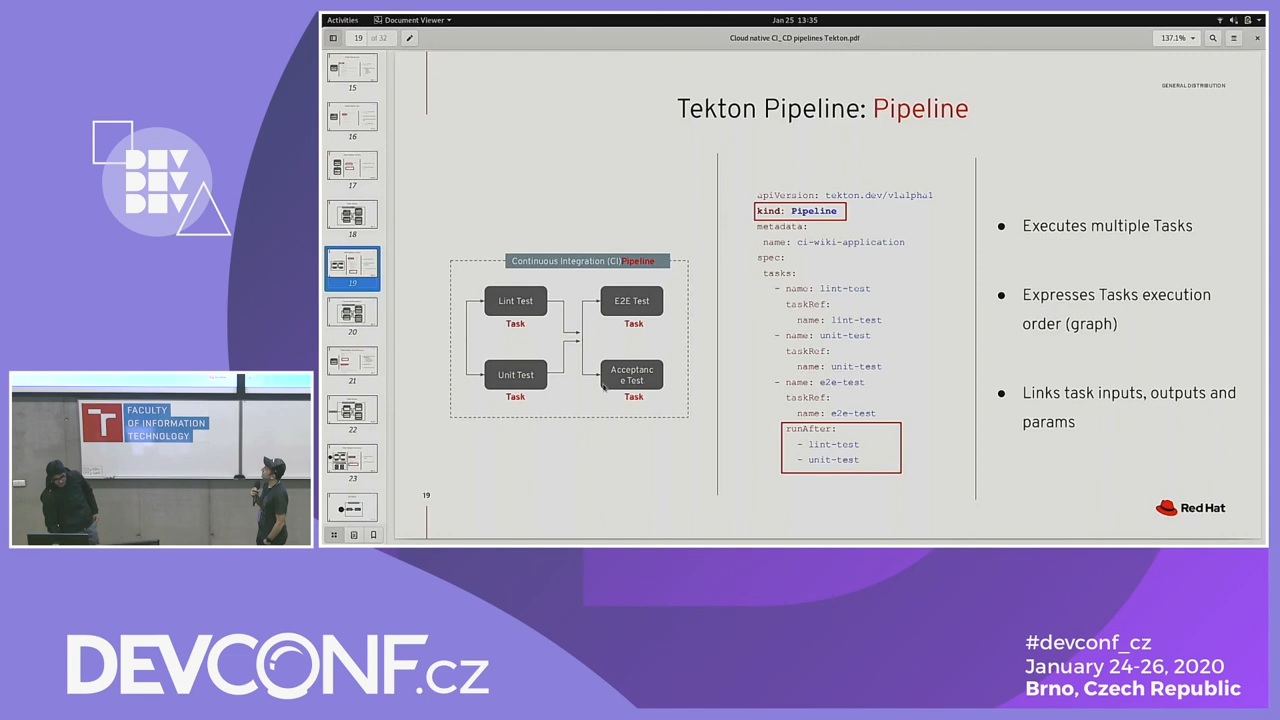 Activities
Document Viewer
Jan 25 13:35
19 of 32
Cloud native CI_CD pipelines Tekton.pdf
137.1%
15
16
17
18
19
20
21
22
23
GENERAL DISTRIBUTION
Tekton Pipeline: Pipeline
Continuous Integration (CI)Pipeline
Lint Test
Task
E2E Test
Task
Unit Test
Task
Acceptanc
e Test
Task
apiVersion: tekton.dev/v1alpha1
kind: Pipeline
metadata:
name: ci-wiki-application
spec:
tasks:
- name: lint-test
taskRef:
name: lint-test
- name: unit-test
taskRef:
name: unit-test
- name: e2e-test
taskRef:
name: e2e-test
runAfter:
- lint-test
- unit-test
● Executes multiple Tasks
● Expresses Tasks execution
order (graph)
● Links task inputs, outputs and
params
19
Red Hat
DEV
DEV
DEV
T FACULTY
OF INFORMATION
TECHNOLOGY
DEVCONF.cz
#devconf_cz
January 24-26, 2020
Brno, Czech Republic